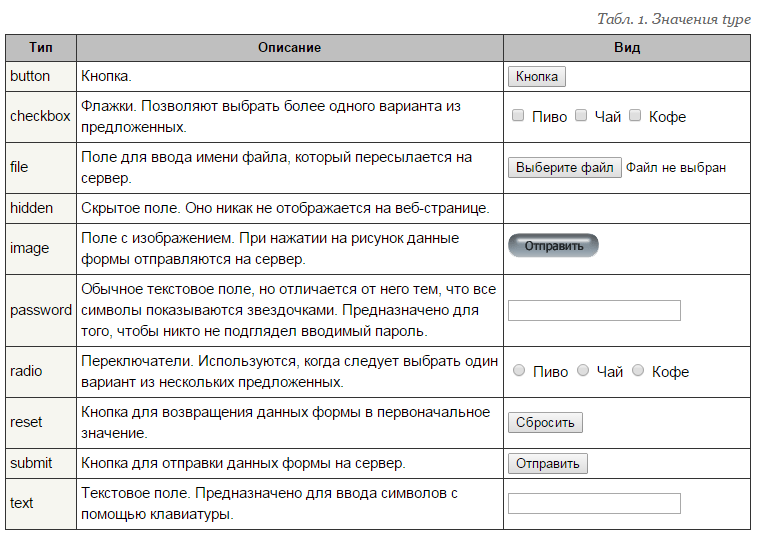 Табл. 1. Значения type
Тип Описание Вид
button Кнопка. Кнопка
checkbox Флажки. Позволяют выбрать более одного варианта из
предложенных. Пиво Чай Кофе
file Поле для ввода имени файла, который пересылается на
сервер. Выберите файл Файл не выбран
hidden Скрытое поле. Оно никак не отображается на веб-странице.
image Поле с изображением. При нажатии на рисунок данные
формы отправляются на сервер. Отправить
password Обычное текстовое поле, но отличается от него тем, что все
символы показываются звездочками. Предназначено для
того, чтобы никто не подглядел вводимый пароль.
radio Переключатели. Используются, когда следует выбрать один
вариант из нескольких предложенных. Пиво Чай Кофе
reset Кнопка для возвращения данных формы в первоначальное
значение. Сбросить
submit Кнопка для отправки данных формы на сервер. Отправить
text Текстовое поле. Предназначено для ввода символов с
помощью клавиатуры.